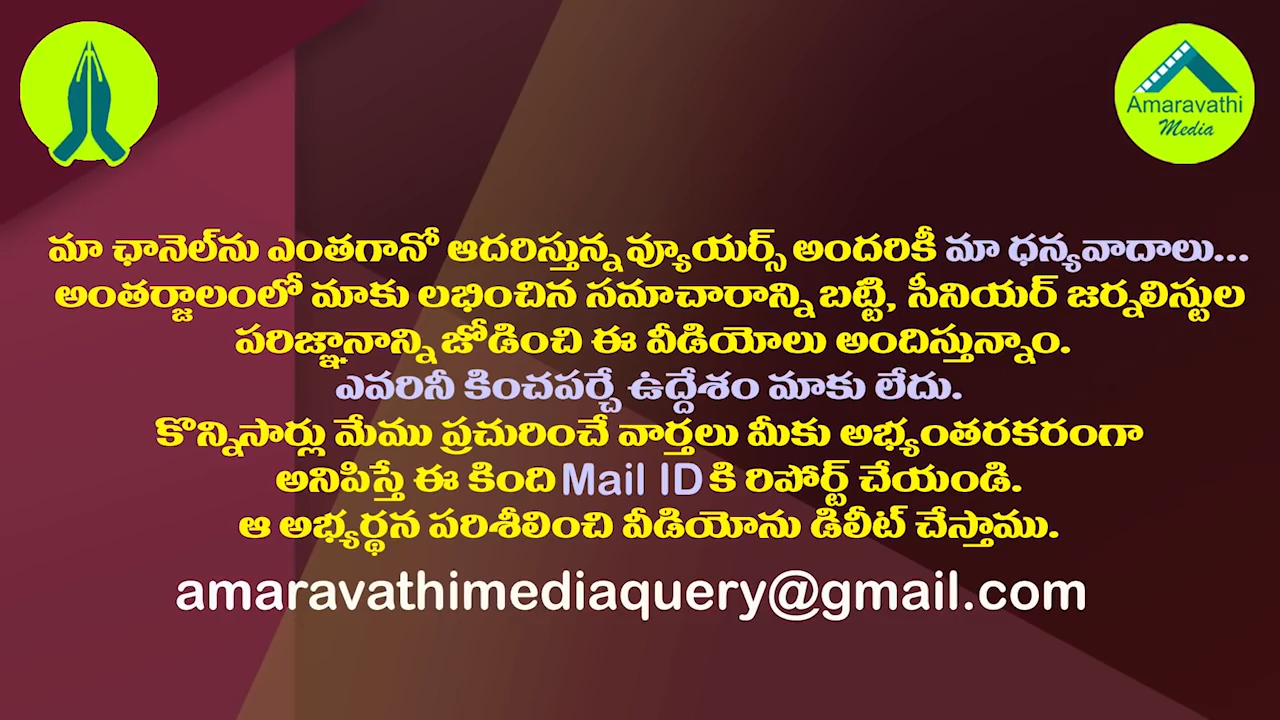 Amaravathi
Media
మా ఛానెల్‌ను ఎంతగానో ఆదరిస్తున్న వ్యూయర్స్ అందరికీ మా ధన్యవాదాలు...
అంతర్జాలంలో మాకు లభించిన సమాచారాన్ని బట్టి, సీనియర్ జర్నలిస్టుల
పరిజ్ఞానాన్ని జోడించి ఈ వీడియోలు అందిస్తున్నాం.
ఎవరినీ కించపర్చే ఉద్దేశం మాకు లేదు.
కొన్నిసార్లు మేము ప్రచురించే వార్తలు మీకు అభ్యంతరకరంగా
అనిపిస్తే ఈ కింది Mail ID కి రిపోర్ట్ చేయండి.
ఆ అభ్యర్థన పరిశీలించి వీడియోను డిలీట్ చేస్తాము.
amaravathimediaquery@gmail.com